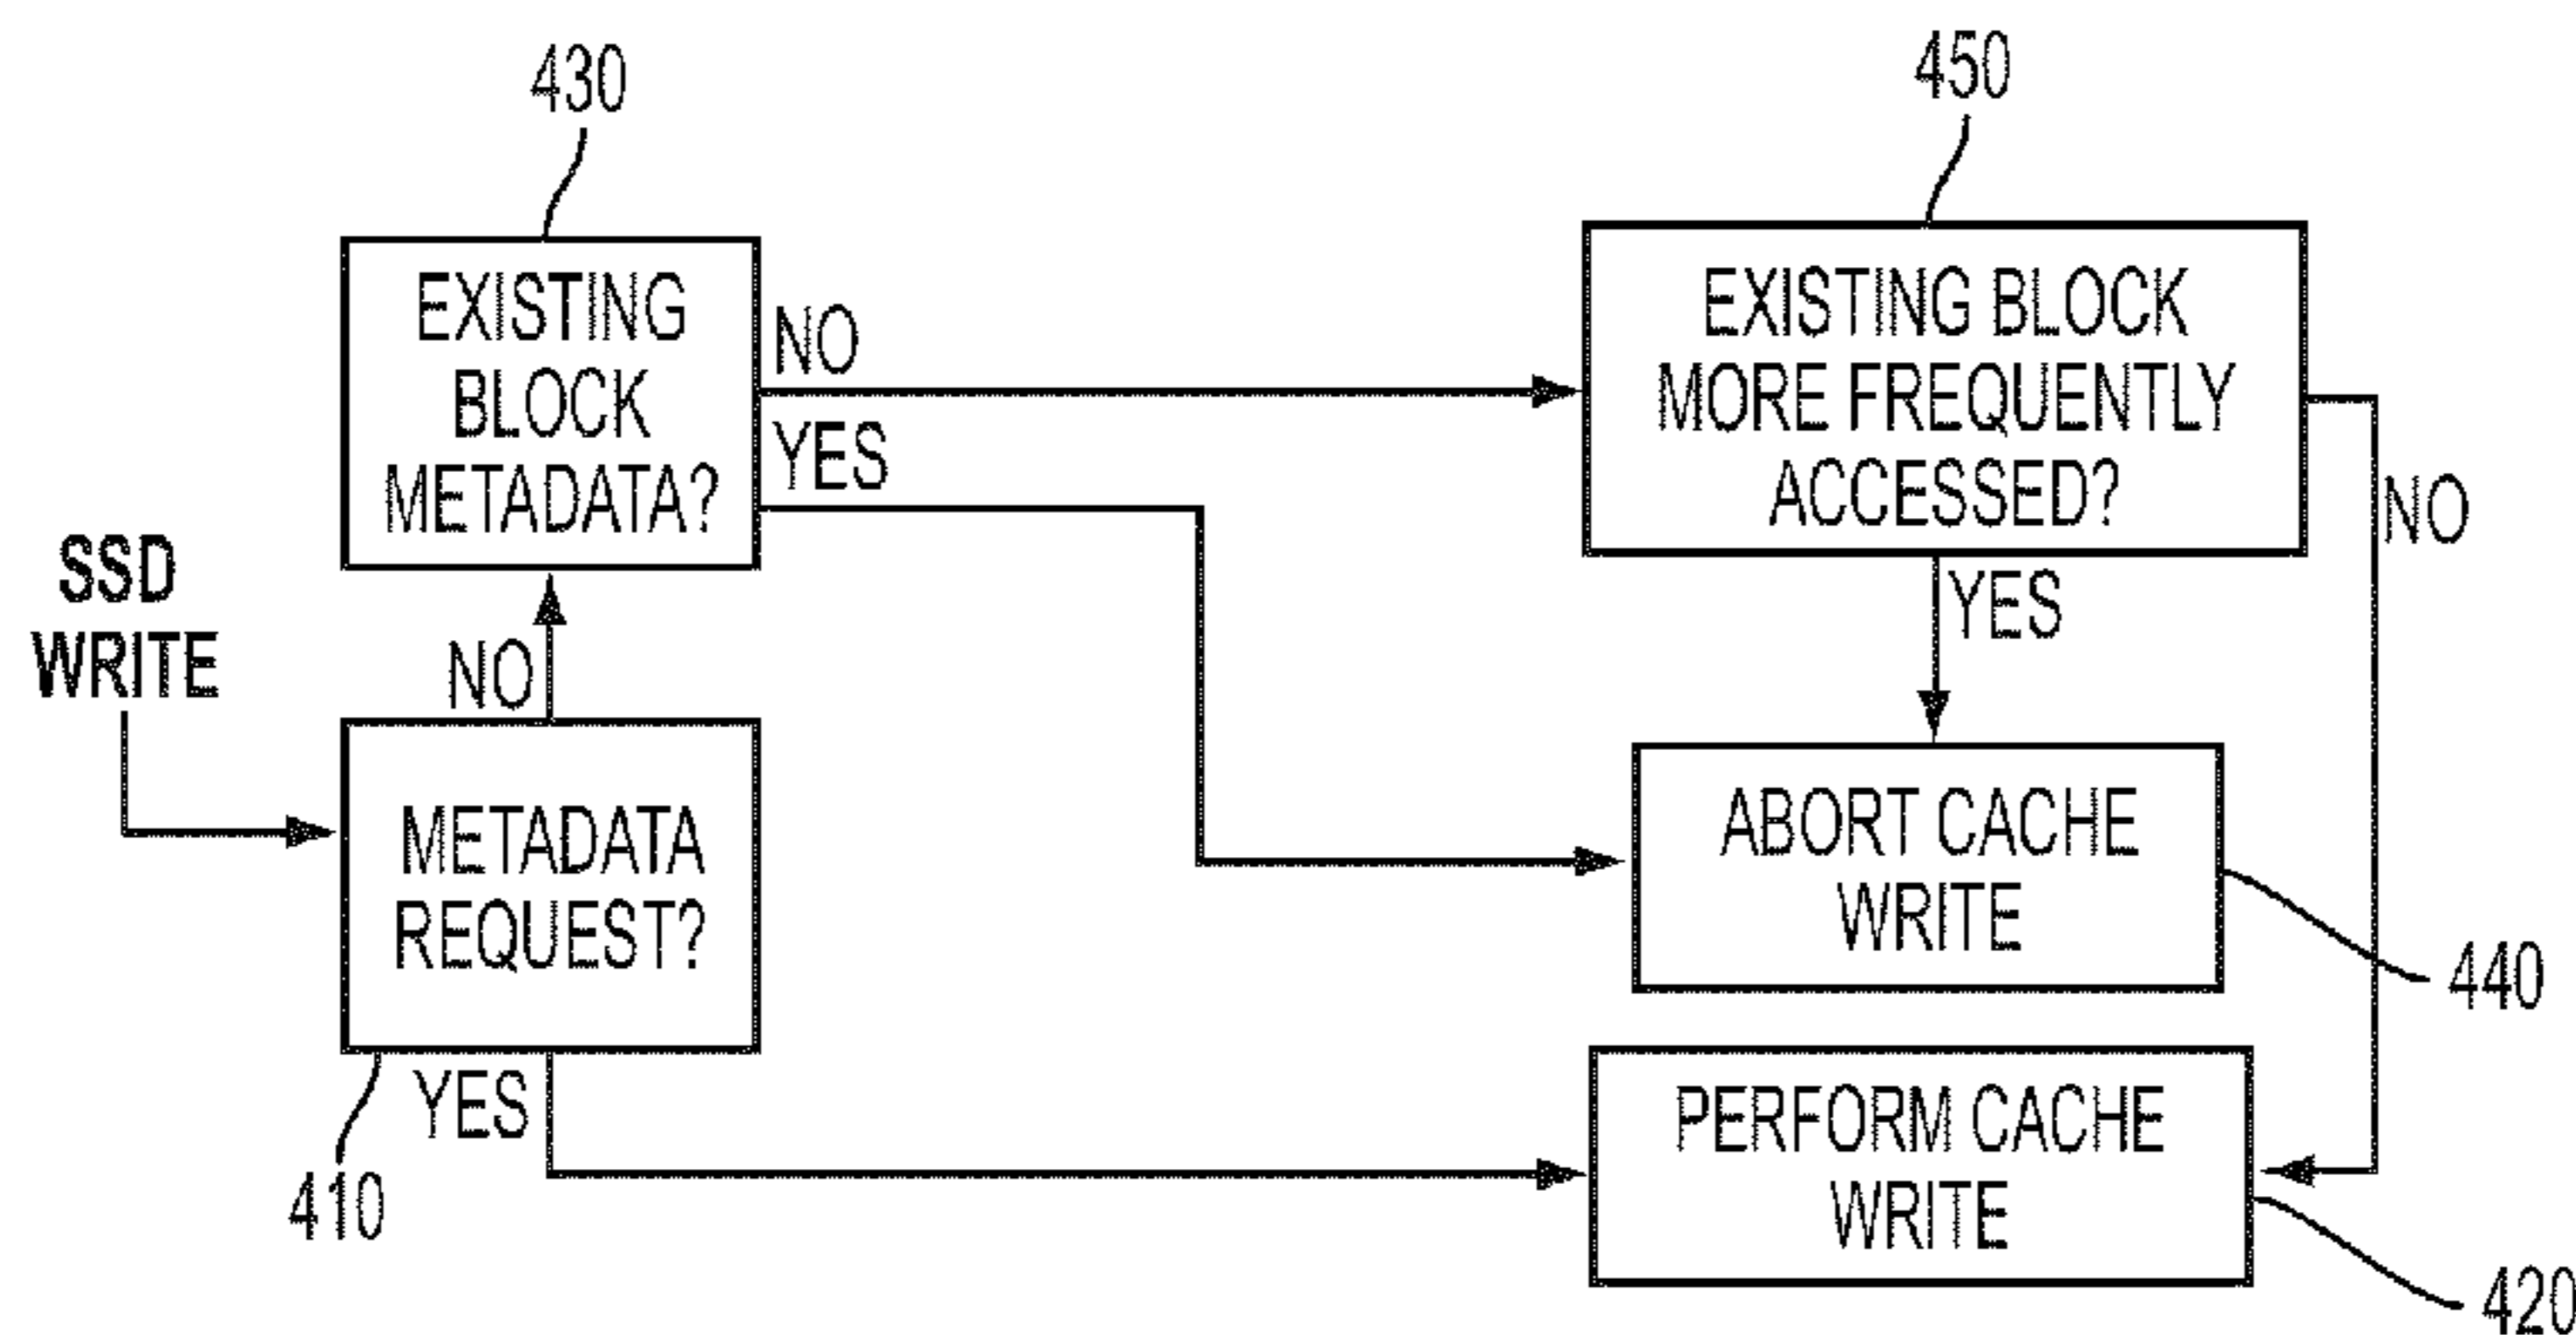 430
450
EXISTING
BLOCK
METADATA?
NO
YES
EXISTING BLOCK
MORE FREQUENTLY
ACCESSED?
NO
YES
SSD
WRITE
NO
METADATA
REQUEST?
YES
410
ABORT CACHE
WRITE
440
PERFORM CACHE
WRITE
420